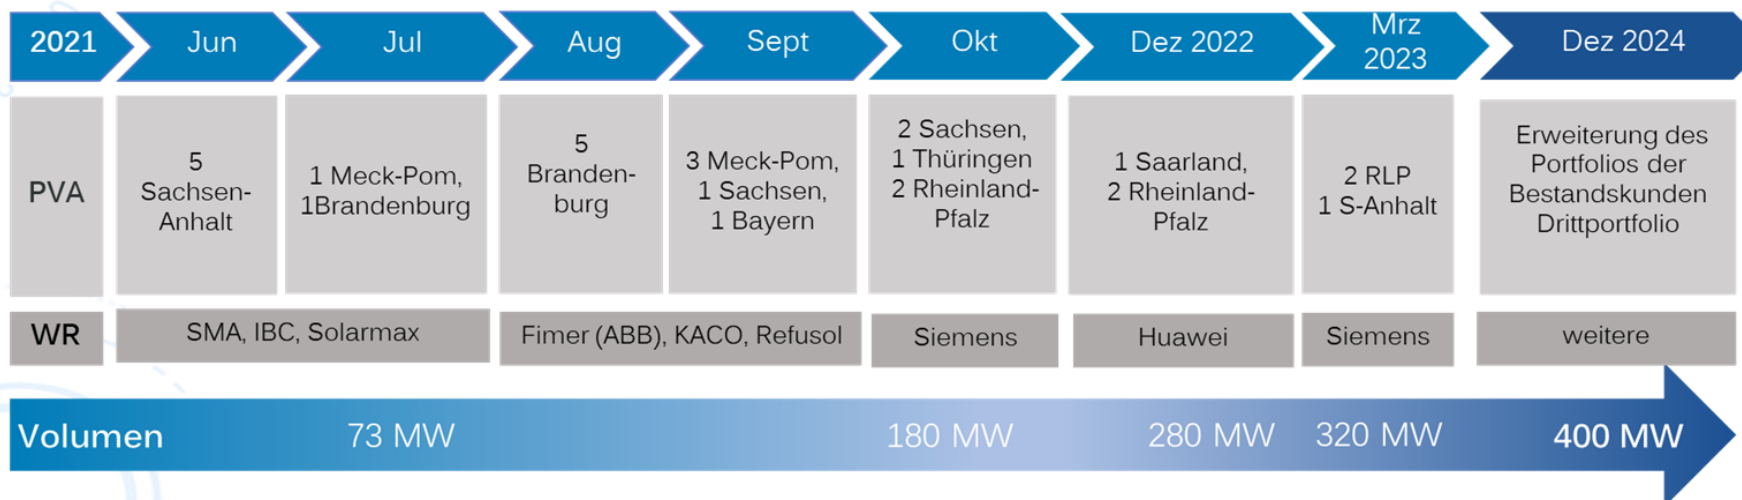 2021
Jun
Jul
Aug
Sept
Okt
Dez 2022
Mrz
2023
Dez 2024
PVA
5
Sachsen-
Anhalt
1 Meck-Pom,
1Brandenburg
5
Branden-
burg
3 Meck-Pom,
1 Sachsen,
1 Bayern
2 Sachsen,
1 Thüringen
2 Rheinland-
Pfalz
1 Saarland,
2 Rheinland-
Pfalz
2 RLP
1 S-Anhalt
Erweiterung des
Portfolios der
Bestandskunden
Drittportfolio
WR
SMA, IBC, Solarmax
Fimer (ABB), KACO, Refusol
Siemens
Huawei
Siemens
weitere
Volumen
73 MW
180 MW
280 MW
320 MW
400 MW